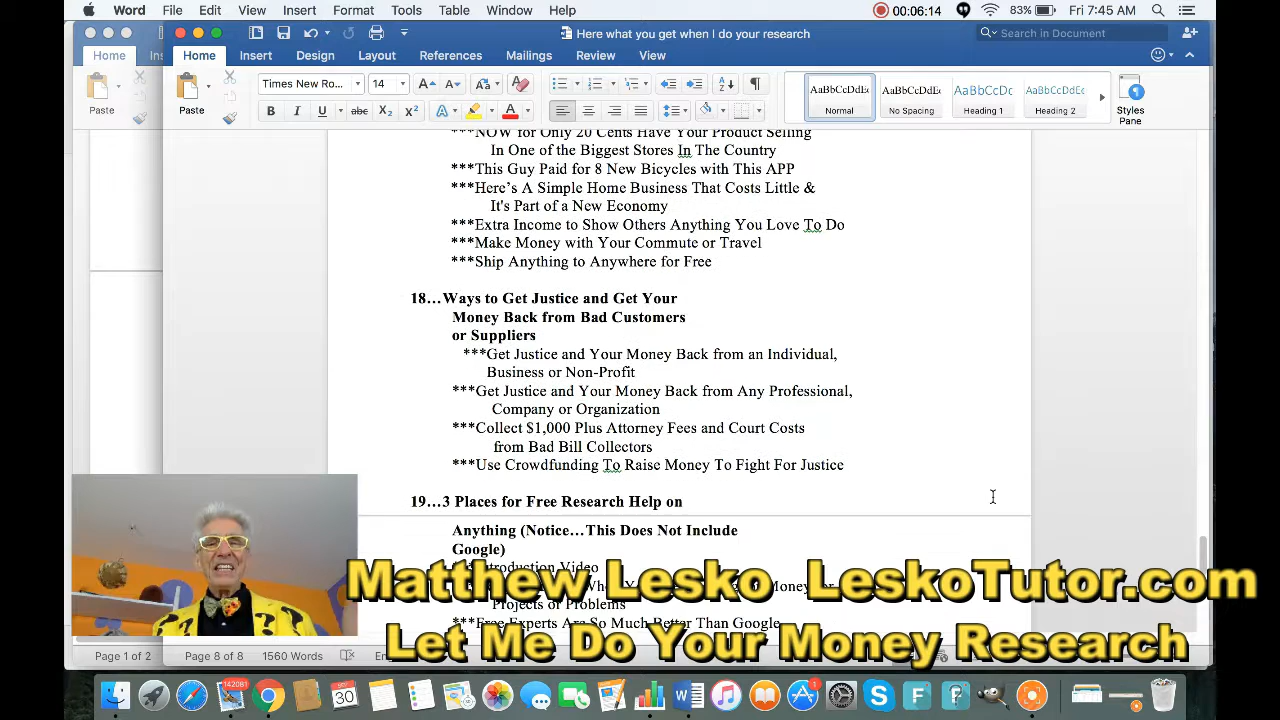 Word File Edit View Insert Format Tools Table Window Help 00:06:14 83% Fri 7:45 AM
Here what you get when I do your research
Search in Document
Home
Home Insert Design Layout References Mailings Review View
Times New Ro... 14
Paste
Paste
AaBbCcDdEe AaBbCcDdEe AaBbCcDc AaBbCcDdEe
Normal No Spacing Heading 1 Heading 2
Styles
Pane
***NOW for Only 20 Cents Have Your Product Selling
In One of the Biggest Stores In The Country
***This Guy Paid for 8 New Bicycles with This APP
***Here's A Simple Home Business That Costs Little &
It's Part of a New Economy
***Extra Income to Show Others Anything You Love To Do
***Make Money with Your Commute or Travel
***Ship Anything to Anywhere for Free
18…Ways to Get Justice and Get Your
Money Back from Bad Customers
or Suppliers
***Get Justice and Your Money Back from an Individual,
Business or Non-Profit
***Get Justice and Your Money Back from Any Professional,
Company or Organization
***Collect $1,000 Plus Attorney Fees and Court Costs
from Bad Bill Collectors
***Use Crowdfunding To Raise Money To Fight For Justice
19…3 Places for Free Research Help on
Anything (Notice…This Does Not Include
Google)
Video
Money or
Projects or Problems
***Free Experts Are So Much Better Than Google
Matthew Lesko LeskoTutor.com
Let Me Do Your Money Research
Page 1 of 2 Page 8 of 8 1560 Words
142081
30
1